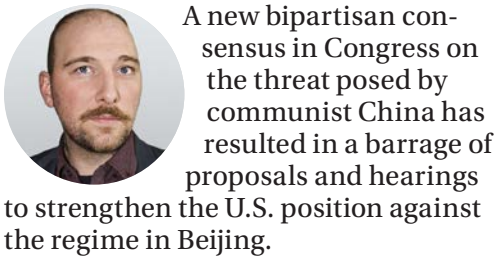 A new bipartisan con-
sensus in Congress on
the threat posed by
communist China has
resulted in a barrage of
proposals and hearings
to strengthen the U.S. position against
the regime in Beijing.